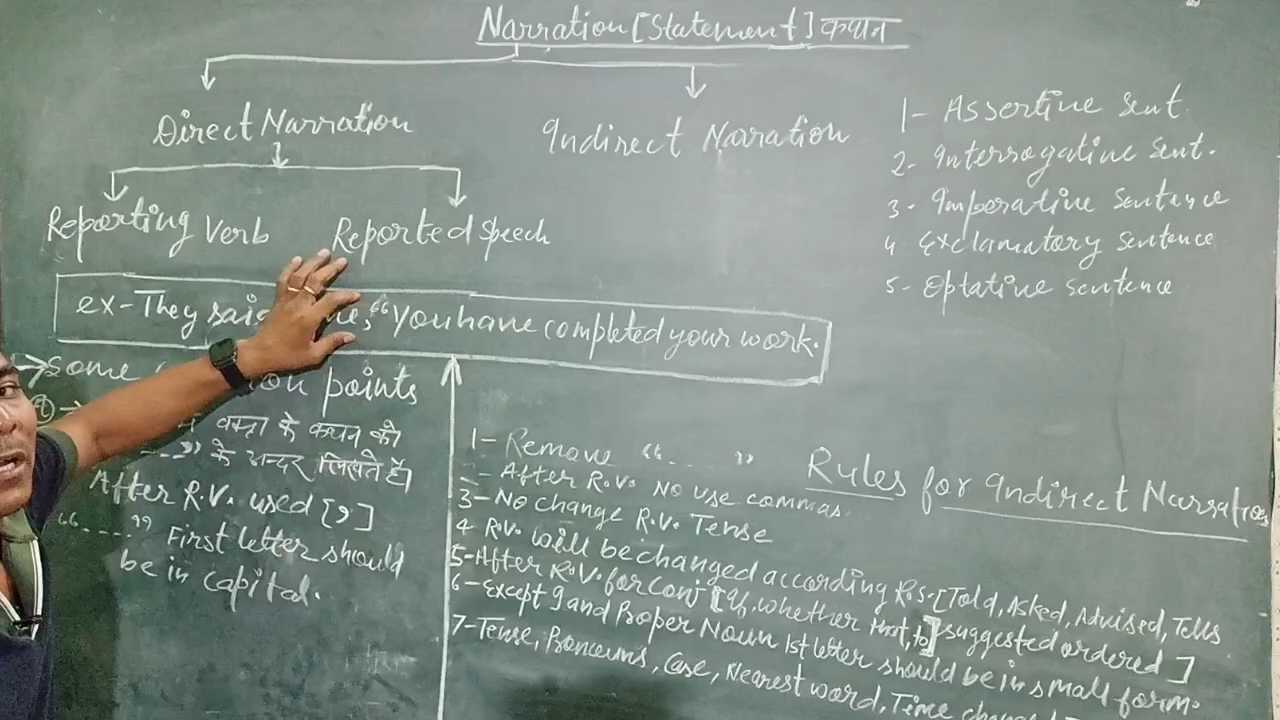 Narration [Statement] कथन
Direct Narration
Indirect Narration
Reporting Verb
Reported Speech
1- Assertive Sent.
2- Interrogative Sent.
3- Imperative Sentence
4 Exclamatory Sentence
5- Optative sentence
ex- They said me, "You have completed your work.
→ Some points
वक्ता के कथन को
--" के अन्दर लिखते हैं।
After R.V. used [,]
"....." First letter should
be in capital.
Rules for Indirect Narration
1- Remove "....."
2- After R.V. No use commas.
3- No change R.V. Tense
4 R.V. will be changed according R.S. [Told, Asked, Advised, Tells
suggested ordered]
5- After R.V. for conj [If, whether that, to]
6- Except I and Proper Noun 1st letter should be in small form.
7- Tense, Pronouns, Case, Nearest word, Time